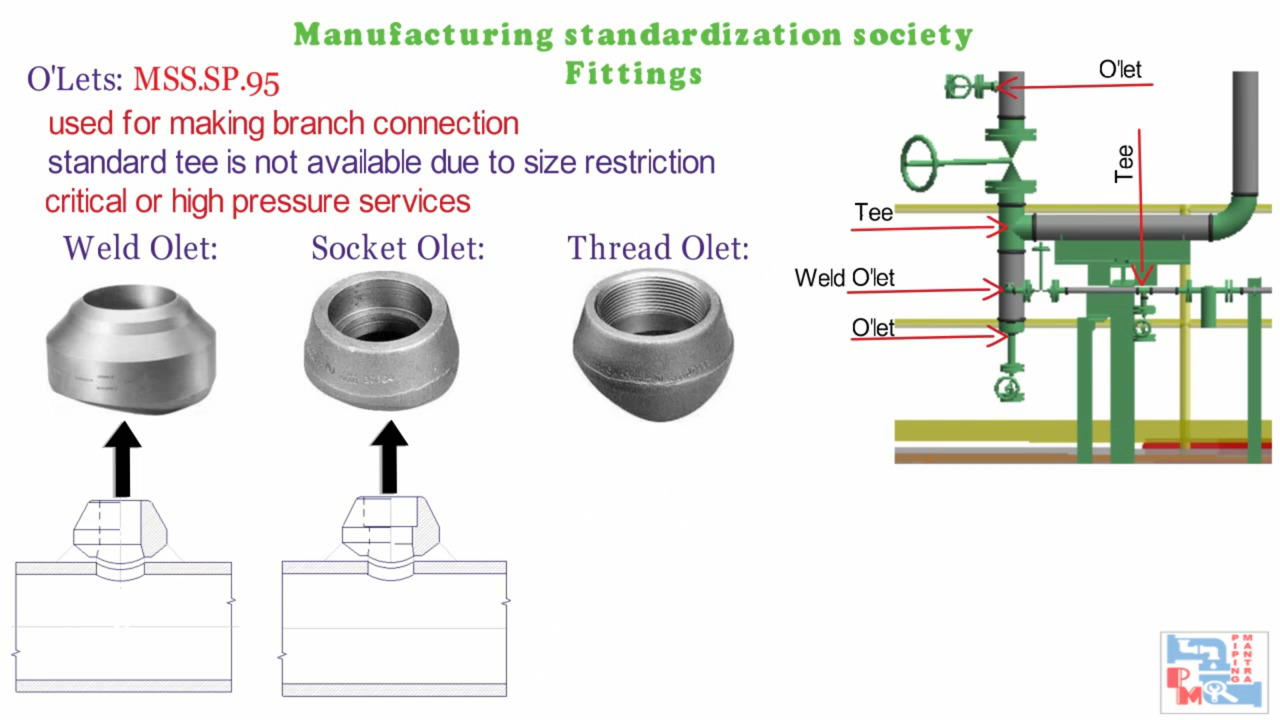 Manufacturing standardization society
Fittings
O'Lets: MSS.SP.95
used for making branch connection
standard tee is not available due to size restriction
critical or high pressure services
Weld Olet:
Socket Olet:
Thread Olet:
O'let
Tee
Tee
Weld O'let
O'let
PIPING
MANTRA
PM